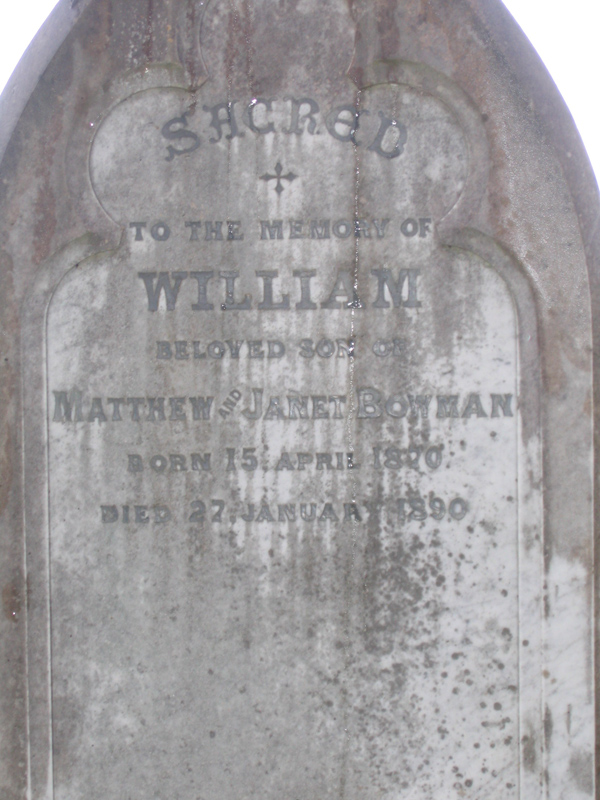 SACRED
TO THE MEMORY OF
WILLIAM
BELOVED SON OF
MATTHEW AND JANET BOWMAN
BORN 15. APRIL 1870
DIED 27. JANUARY 1890